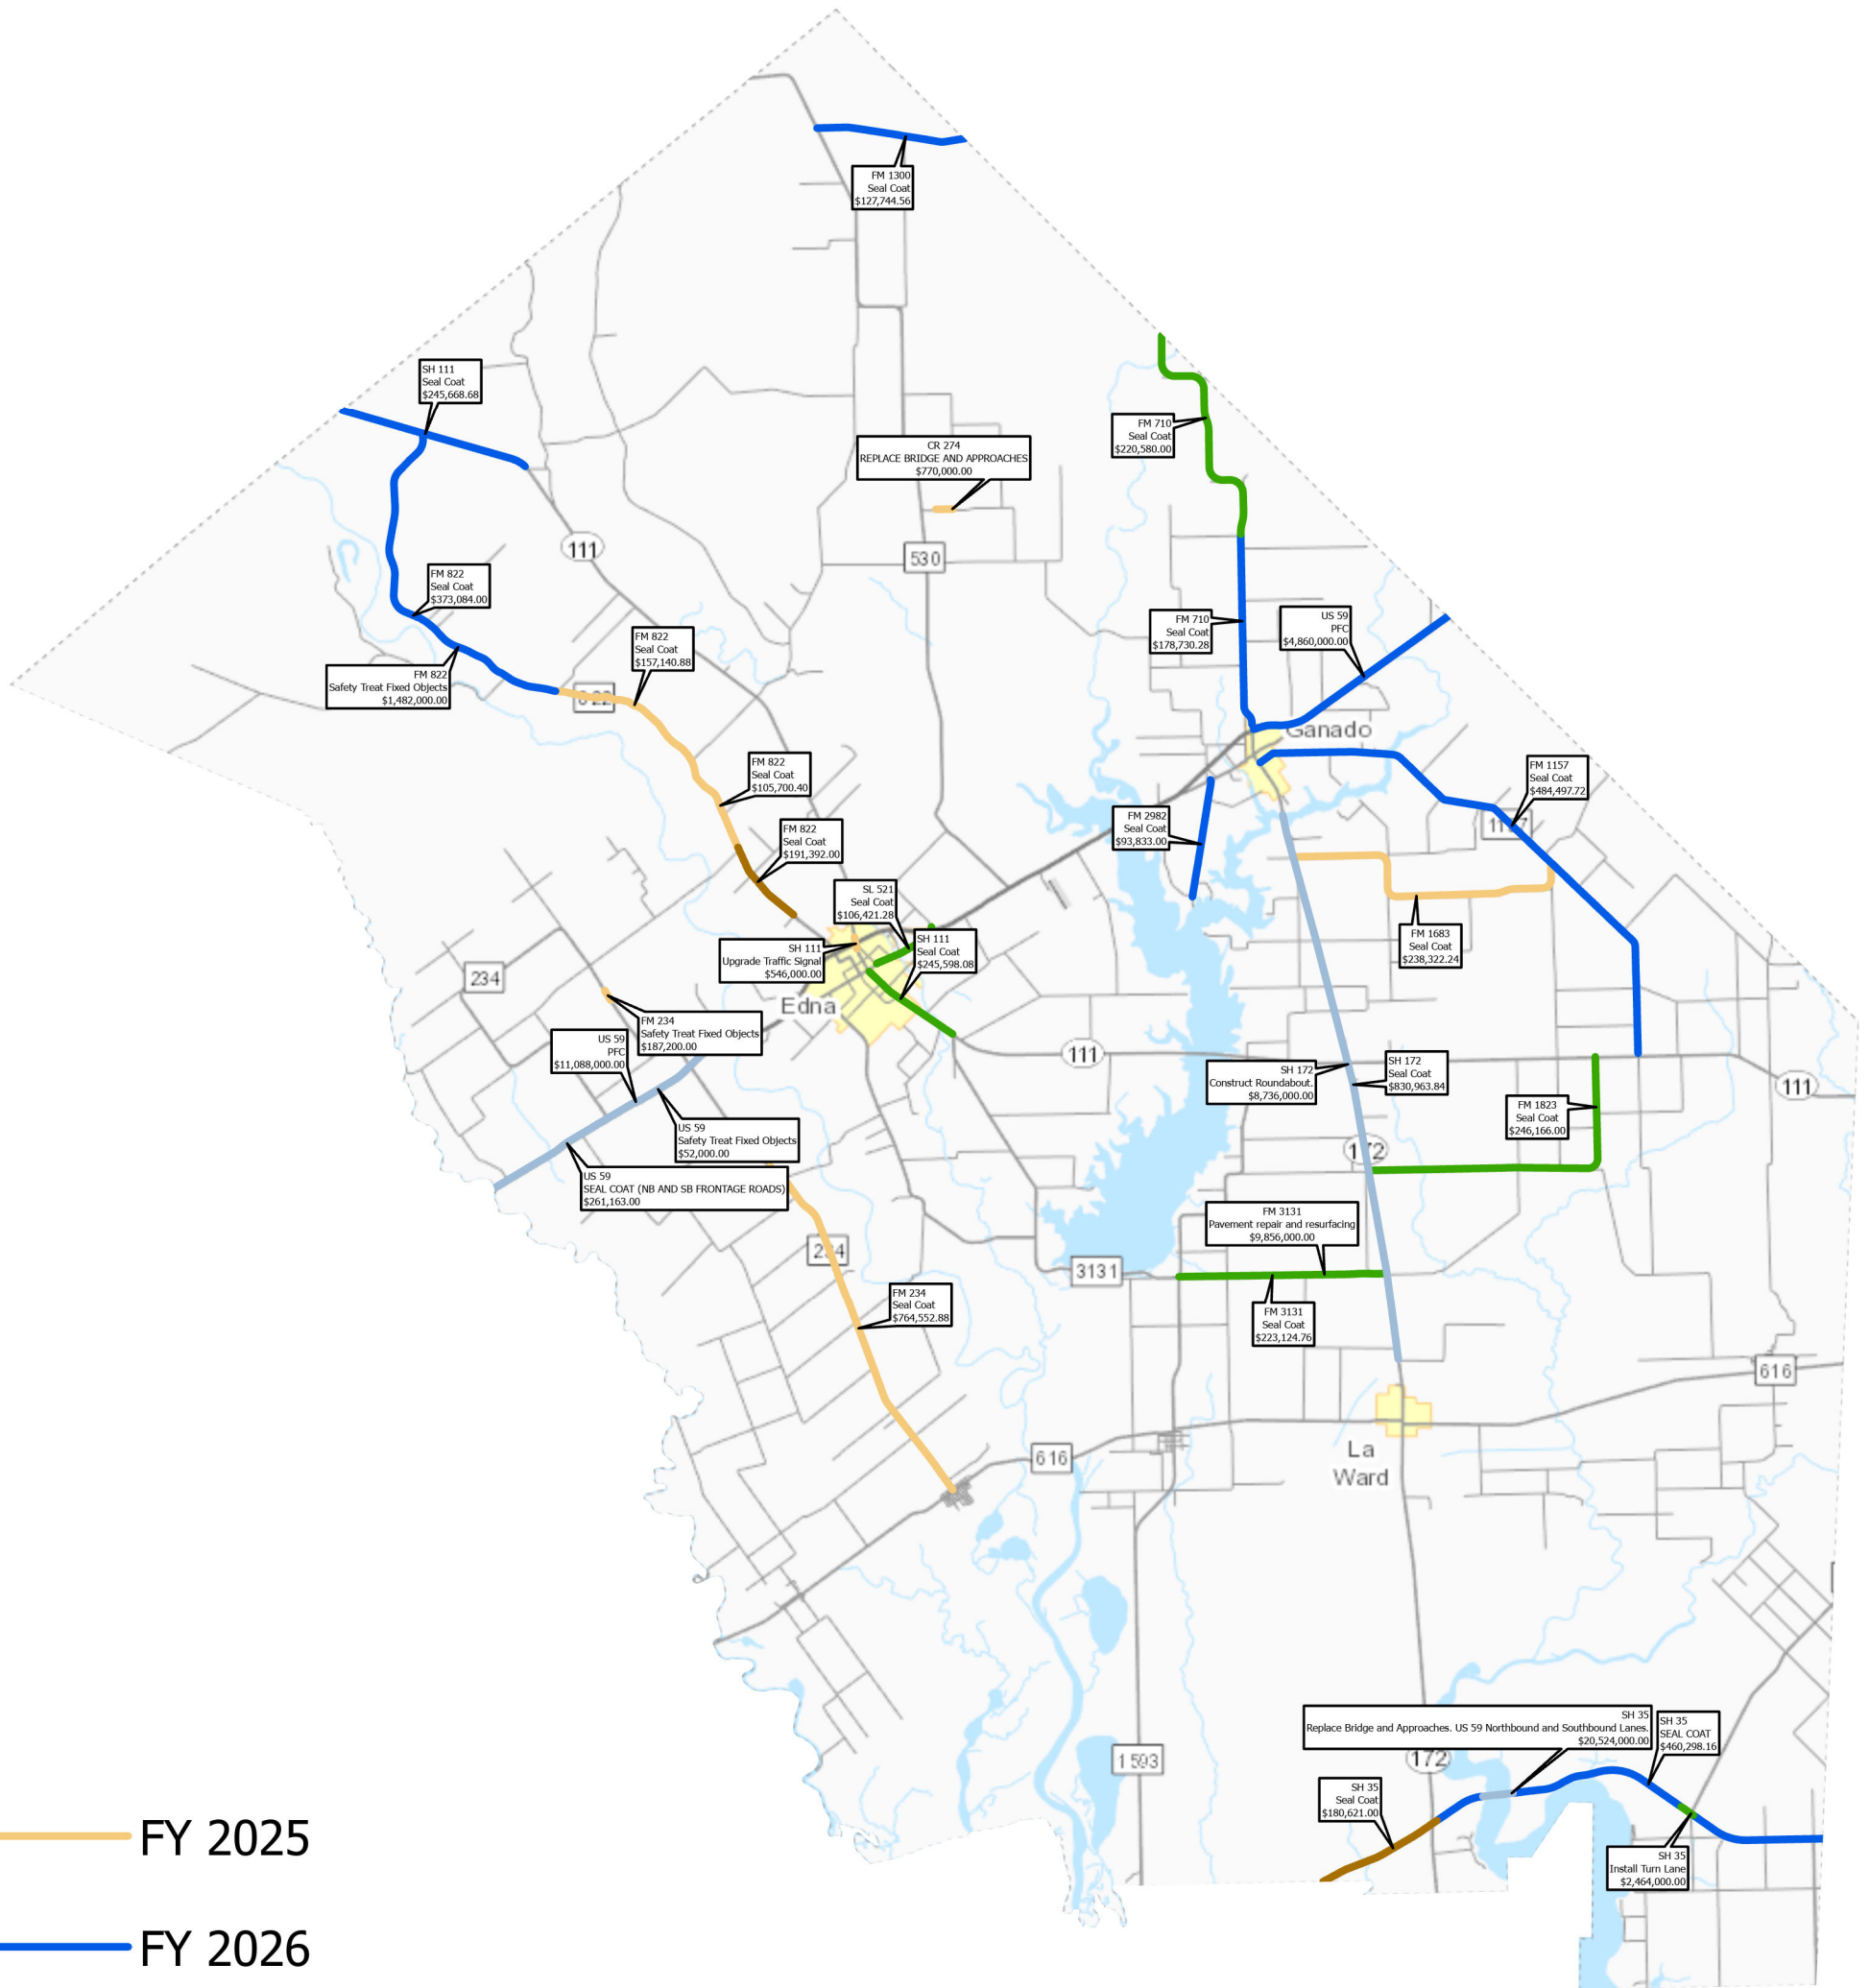 FM 1300
Seal Coat
$127,744.56
SH 111
Seal Coat
$245,668.68
FM 710
Seal Coat
$220,580.00
CR 274
REPLACE BRIDGE AND APPROACHES
$770,000.00
111
530
FM 822
Seal Coat
$373,084.00
FM 710
Seal Coat
$178,730.28
US 59
PFC
$4,860,000.00
FM 822
Seal Coat
$157,140.88
FM 822
Safety Treat Fixed Objects
$1,482,000.00
822
Ganado
FM 822
Seal Coat
$105,700.40
FM 1157
Seal Coat
$484,497.72
1157
FM 2982
Seal Coat
$93,833.00
FM 822
Seal Coat
$191,392.00
SL 521
Seal Coat
$106,421.28
SH 111
Upgrade Traffic Signal
$546,000.00
SH 111
Seal Coat
$245,598.08
FM 1683
Seal Coat
$238,322.24
234
Edna
FM 234
Safety Treat Fixed Objects
$187,200.00
US 59
PFC
$11,088,000.00
111
SH 172
Construct Roundabout.
$8,736,000.00
SH 172
Seal Coat
$830,963.84
111
FM 1823
Seal Coat
$246,166.00
US 59
Safety Treat Fixed Objects
$52,000.00
172
US 59
SEAL COAT (NB AND SB FRONTAGE ROADS)
$261,163.00
FM 3131
Pavement repair and resurfacing
$9,856,000.00
234
3131
FM 234
Seal Coat
$764,552.88
FM 3131
Seal Coat
$223,124.76
616
616
La
Ward
SH 35
Replace Bridge and Approaches. US 59 Northbound and Southbound Lanes.
$20,524,000.00
SH 35
SEAL COAT
$460,298.16
1593
172
SH 35
Seal Coat
$180,621.00
SH 35
Install Turn Lane
$2,464,000.00
FY 2025
FY 2026